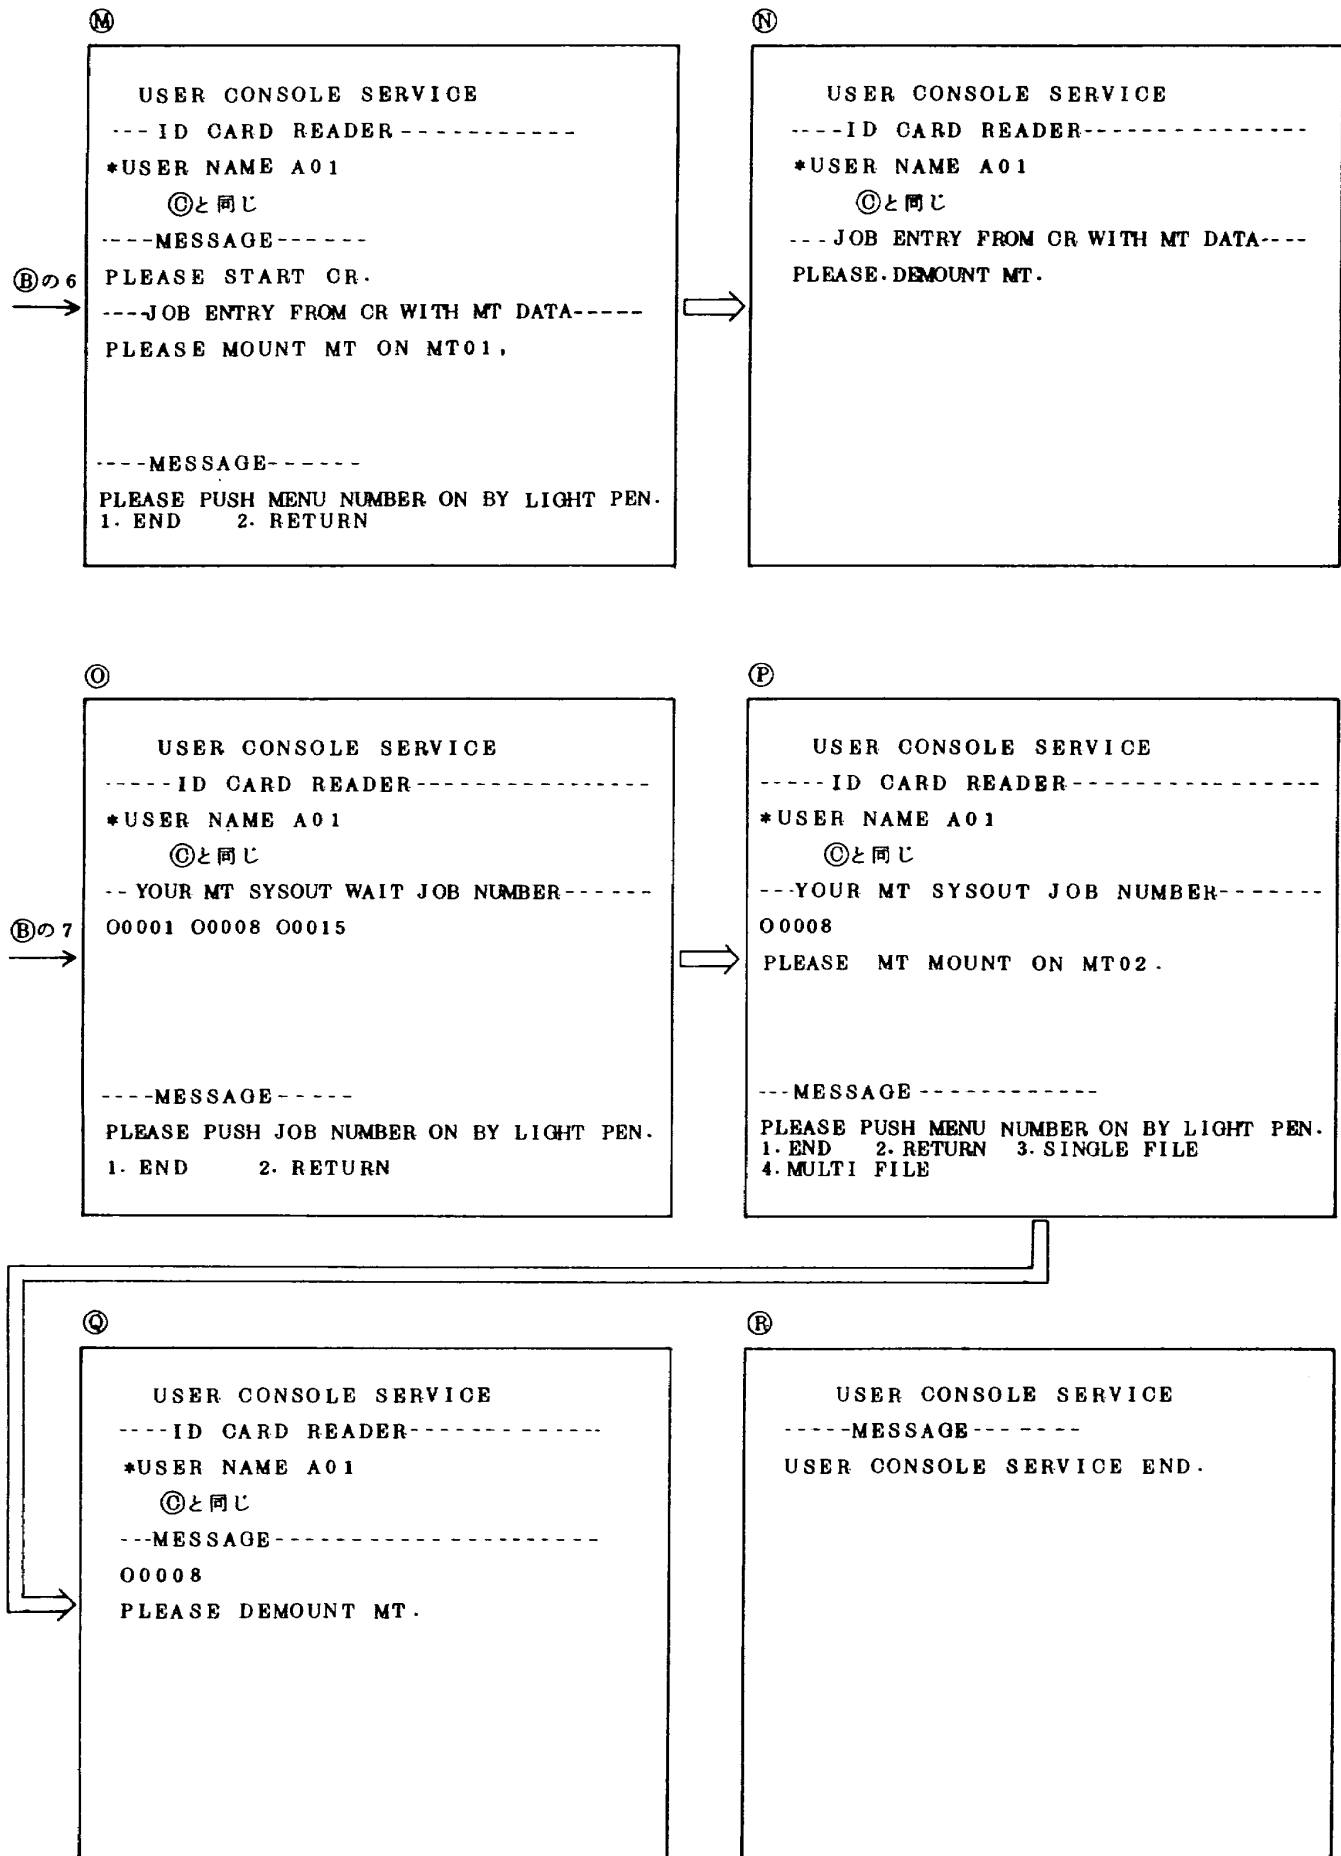 Ⓜ
USER CONSOLE SERVICE
--- ID CARD READER-----------
*USER NAME A01
Ⓒと同じ
----MESSAGE------
Ⓑの6
PLEASE START CR.
----JOB ENTRY FROM CR WITH MT DATA-----
PLEASE MOUNT MT ON MT01,
----MESSAGE------
PLEASE PUSH MENU NUMBER ON BY LIGHT PEN.
1. END 2. RETURN
Ⓝ
USER CONSOLE SERVICE
----ID CARD READER---------------
*USER NAME A01
Ⓒと同じ
--- JOB ENTRY FROM CR WITH MT DATA----
PLEASE.DEMOUNT MT.
Ⓞ
USER CONSOLE SERVICE
-----ID CARD READER----------------
*USER NAME A01
Ⓒと同じ
-- YOUR MT SYSOUT WAIT JOB NUMBER------
Ⓑの7
O0001 O0008 O0015
----MESSAGE-----
PLEASE PUSH JOB NUMBER ON BY LIGHT PEN.
1. END 2. RETURN
Ⓟ
USER CONSOLE SERVICE
----- ID CARD READER----------------
*USER NAME A01
Ⓒと同じ
---YOUR MT SYSOUT JOB NUMBER-------
O0008
PLEASE MT MOUNT ON MT02.
---MESSAGE------------
PLEASE PUSH MENU NUMBER ON BY LIGHT PEN.
1. END 2. RETURN 3. SINGLE FILE
4. MULTI FILE
Ⓠ
USER CONSOLE SERVICE
----ID CARD READER-------------
*USER NAME A01
Ⓒと同じ
---MESSAGE---------------------
O0008
PLEASE DEMOUNT MT.
Ⓡ
USER CONSOLE SERVICE
-----MESSAGE-------
USER CONSOLE SERVICE END.